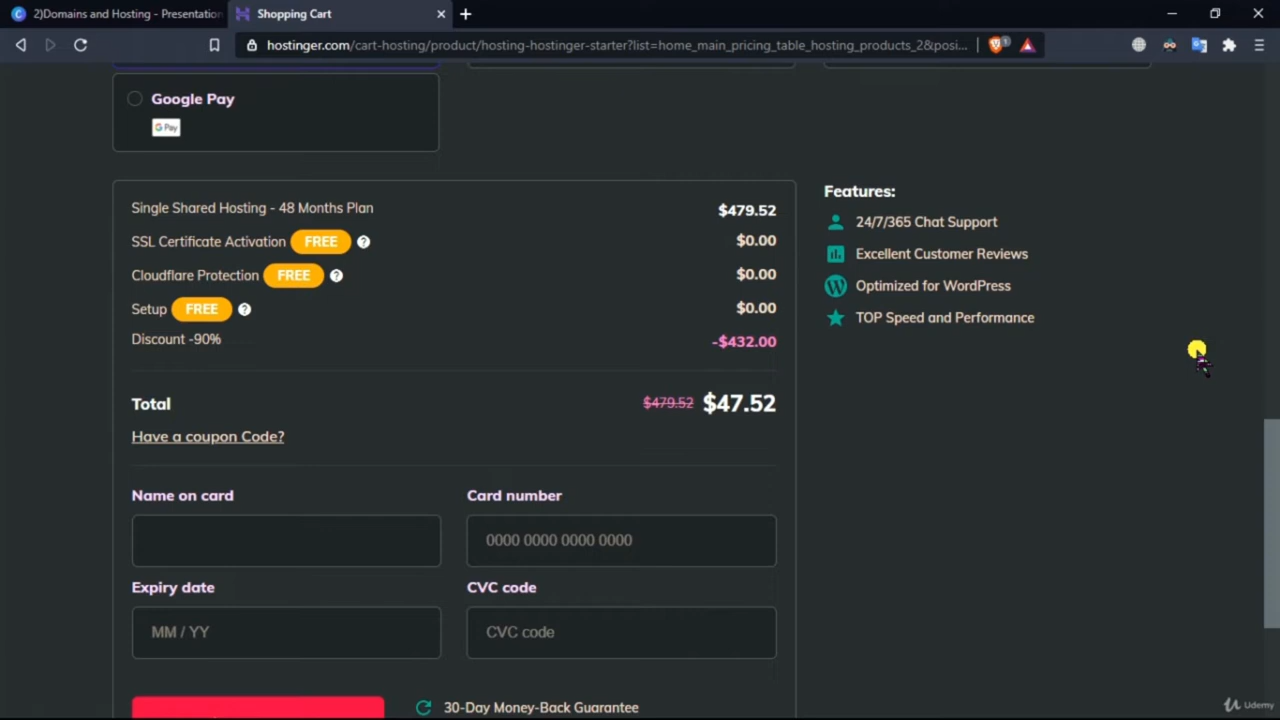 2)Domains and Hosting - Presentation
Shopping Cart
hostinger.com/cart-hosting/product/hosting-hostinger-starter?list=home_main_pricing_table_hosting_products_2&posi...
1
Google Pay
G Pay
Single Shared Hosting - 48 Months Plan $479.52
SSL Certificate Activation FREE ? $0.00
Cloudflare Protection FREE ? $0.00
Setup FREE ? $0.00
Discount -90% -$432.00
Total $479.52 $47.52
Have a coupon Code?
Name on card Card number
0000 0000 0000 0000
Expiry date CVC code
MM / YY CVC code
30-Day Money-Back Guarantee
Features:
24/7/365 Chat Support
Excellent Customer Reviews
Optimized for WordPress
TOP Speed and Performance
Udemy